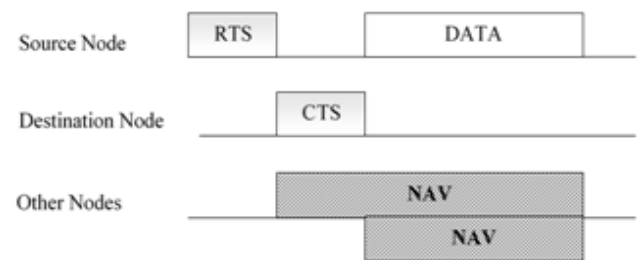 Source Node RTS DATA
Destination Node CTS
Other Nodes NAV
NAV